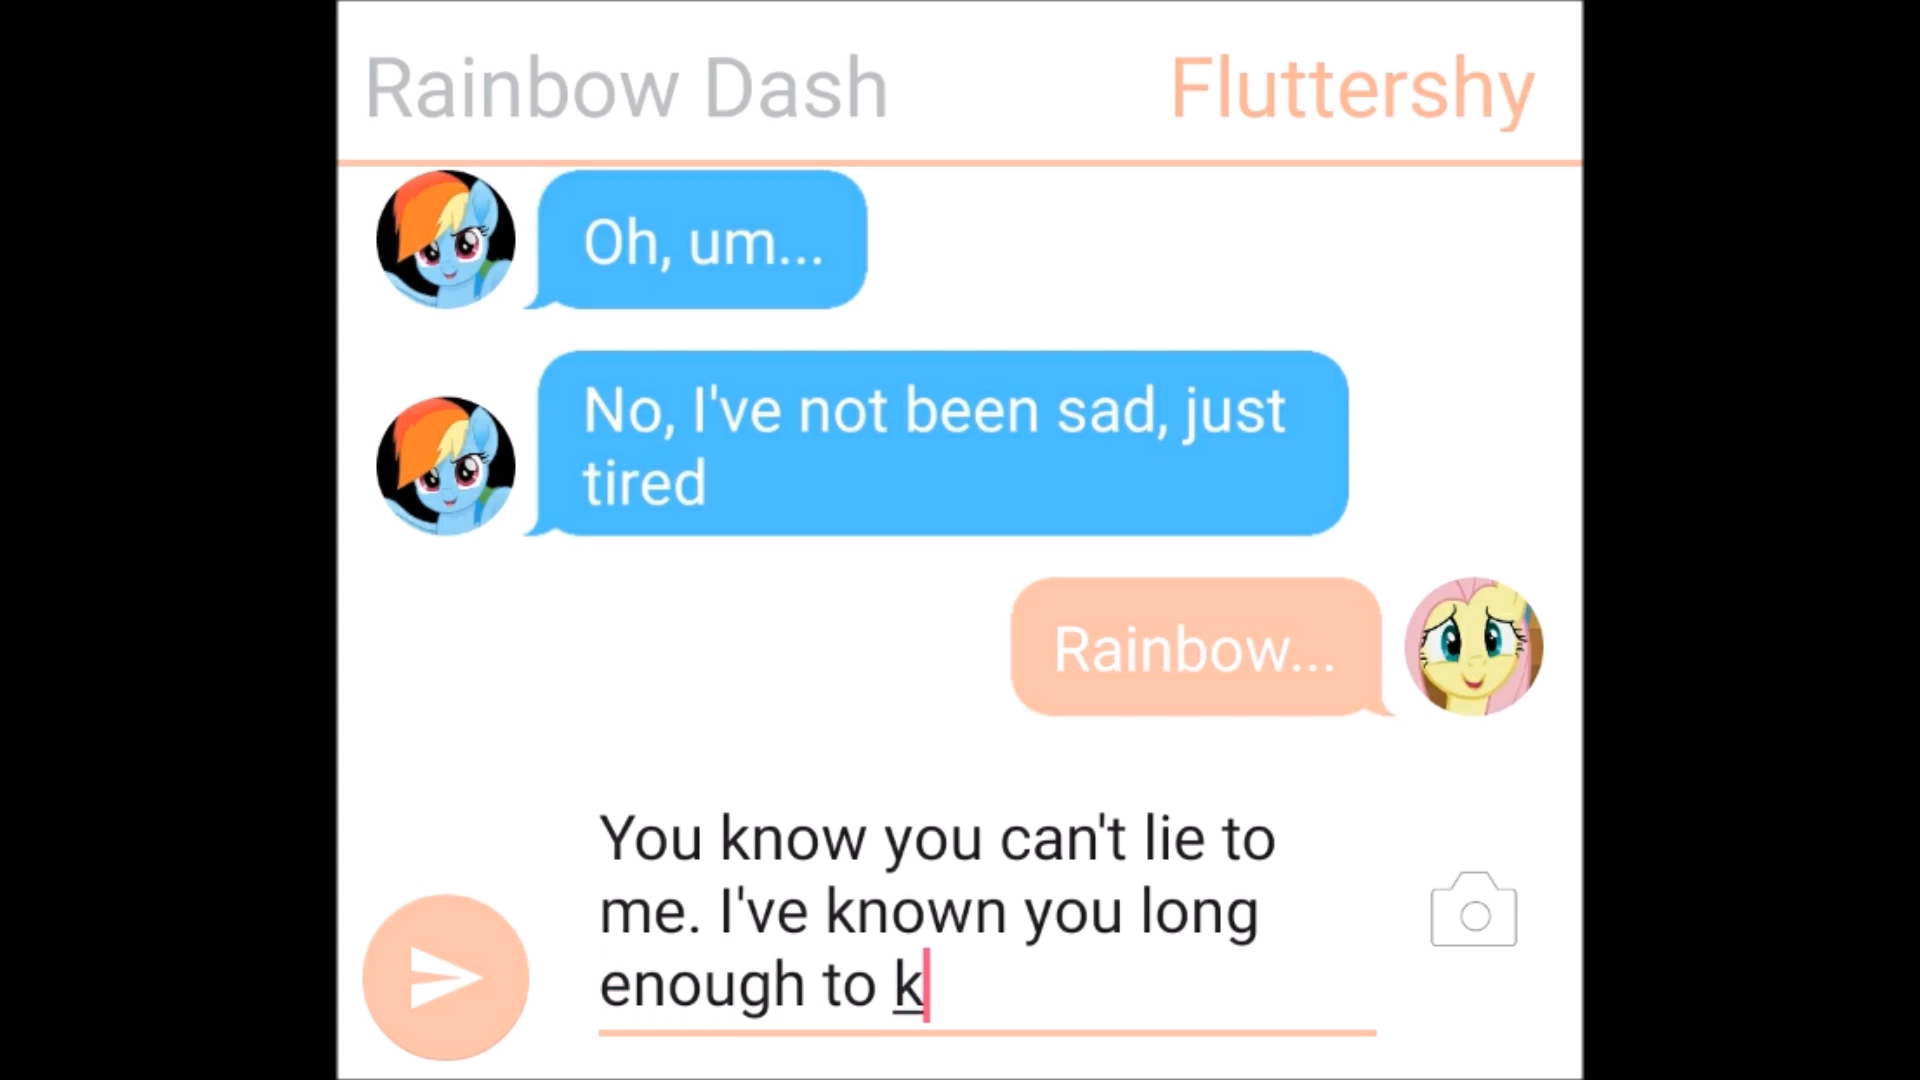 Rainbow Dash Fluttershy
Oh, um...
No, I've not been sad, just
tired
Rainbow...
You know you can't lie to
me. I've known you long
enough to k